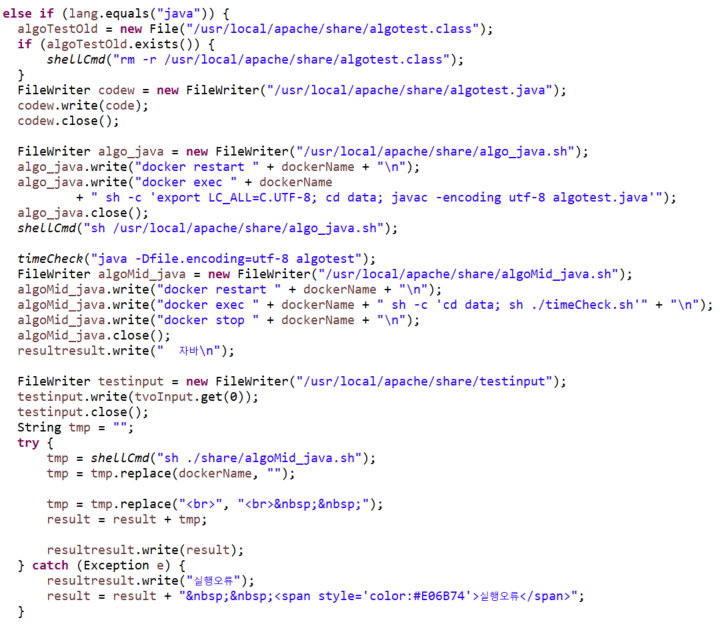 else if (lang.equals("java")) {
algoTestOld = new File("/usr/local/apache/share/algotest.class");
if (algoTestOld.exists()) {
shellCmd("rm -r /usr/local/apache/share/algotest.class");
}
FileWriter codew = new FileWriter("/usr/local/apache/share/algotest.java");
codew.write(code);
codew.close();
FileWriter algo_java = new FileWriter("/usr/local/apache/share/algo_java.sh");
algo_java.write("docker restart " + dockerName + "\n");
algo_java.write("docker exec " + dockerName
+ " sh -c 'export LC_ALL=C.UTF-8; cd data; javac -encoding utf-8 algotest.java'");
algo_java.close();
shellCmd("sh /usr/local/apache/share/algo_java.sh");
timeCheck("java -Dfile.encoding=utf-8 algotest");
FileWriter algoMid_java = new FileWriter("/usr/local/apache/share/algoMid_java.sh");
algoMid_java.write("docker restart " + dockerName + "\n");
algoMid_java.write("docker exec " + dockerName + " sh -c 'cd data; sh ./timeCheck.sh'" + "\n");
algoMid_java.write("docker stop " + dockerName + "\n");
algoMid_java.close();
resultresult.write("  자바\n");
FileWriter testinput = new FileWriter("/usr/local/apache/share/testinput");
testinput.write(tvoInput.get(0));
testinput.close();
String tmp = "";
try {
tmp = shellCmd("sh ./share/algoMid_java.sh");
tmp = tmp.replace(dockerName, "");
tmp = tmp.replace("<br>", "<br>&nbsp;&nbsp;");
result = result + tmp;
resultresult.write(result);
} catch (Exception e) {
resultresult.write("실행오류");
result = result + "&nbsp;&nbsp;<span style='color:#E06B74'>실행오류</span>";
}